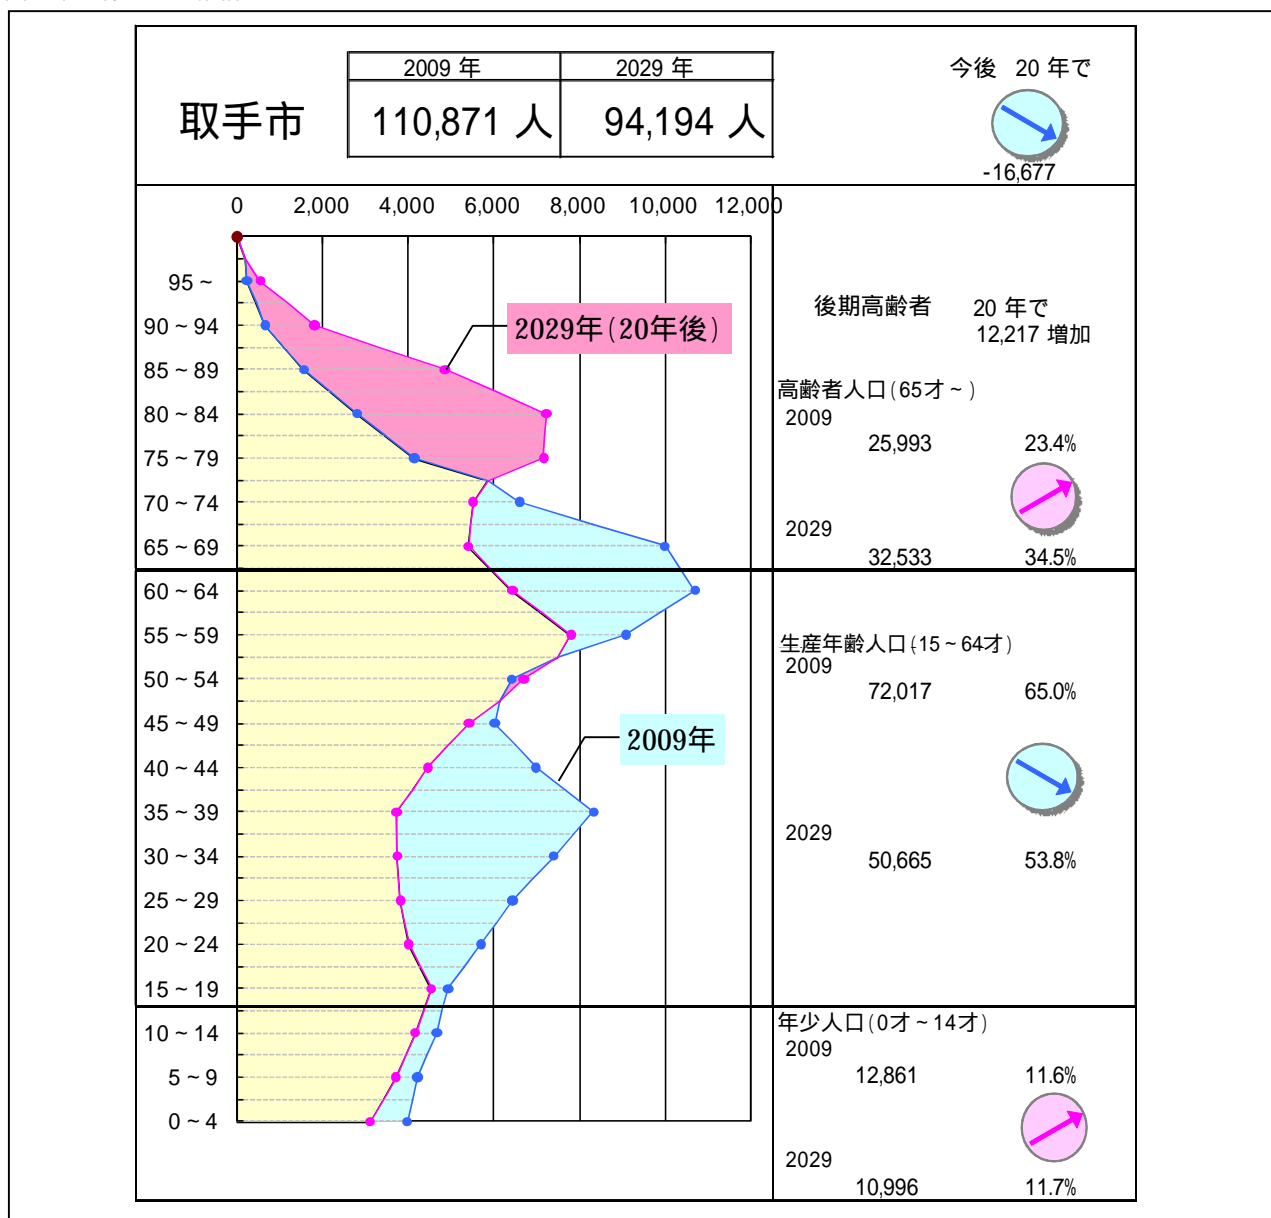 取手市
2009 年
2029 年
110,871 人
94,194 人
今後 20 年で
-16,677
0 2,000 4,000 6,000 8,000 10,000 12,000
95 ~
90 ~ 94
85 ~ 89
80 ~ 84
75 ~ 79
70 ~ 74
65 ~ 69
60 ~ 64
55 ~ 59
50 ~ 54
45 ~ 49
40 ~ 44
35 ~ 39
30 ~ 34
25 ~ 29
20 ~ 24
15 ~ 19
10 ~ 14
5 ~ 9
0 ~ 4
2029年(20年後)
2009年
後期高齢者 20 年で
12,217 増加
高齢者人口(65才~)
2009
25,993 23.4%
2029
32,533 34.5%
生産年齢人口(15~64才)
2009
72,017 65.0%
2029
50,665 53.8%
年少人口(0才~14才)
2009
12,861 11.6%
2029
10,996 11.7%